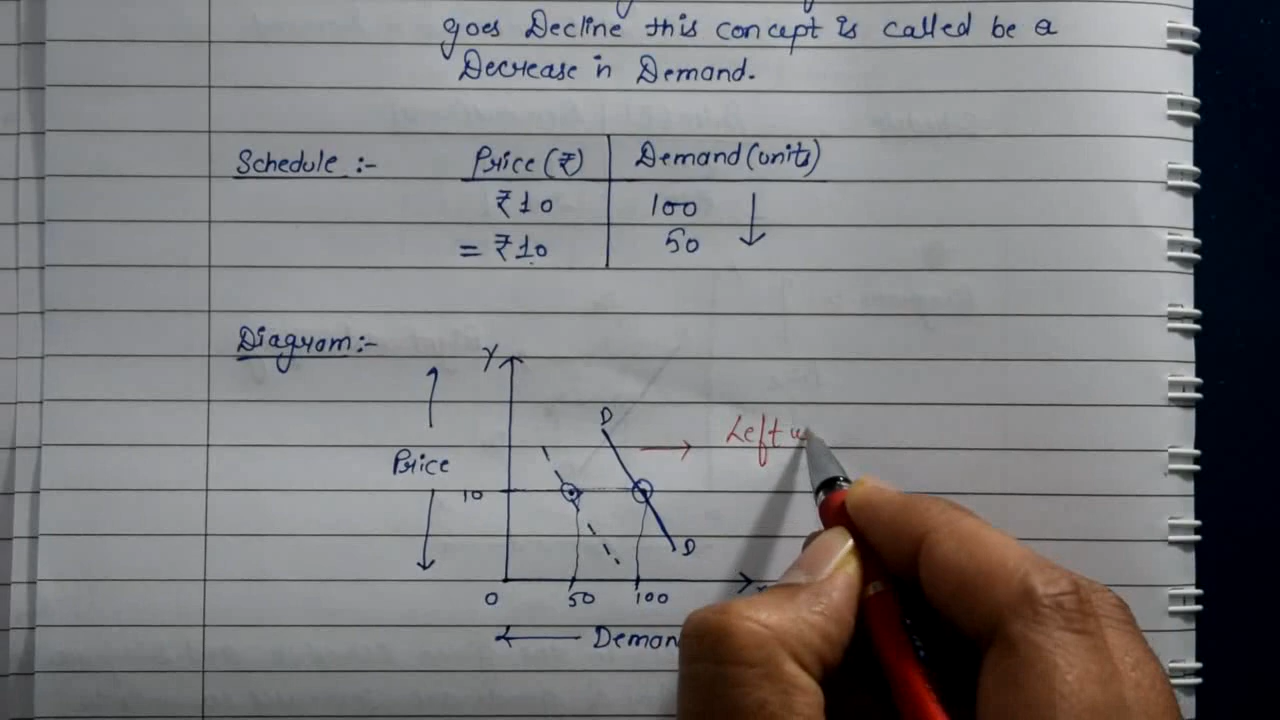 goes Decline this concept is called be a
Decrease in Demand.
Schedule :- Price (₹) Demand (units)
₹10 100
= ₹10 50
Diagram:-
Y
D
Left
Price
10
D
0 50 100